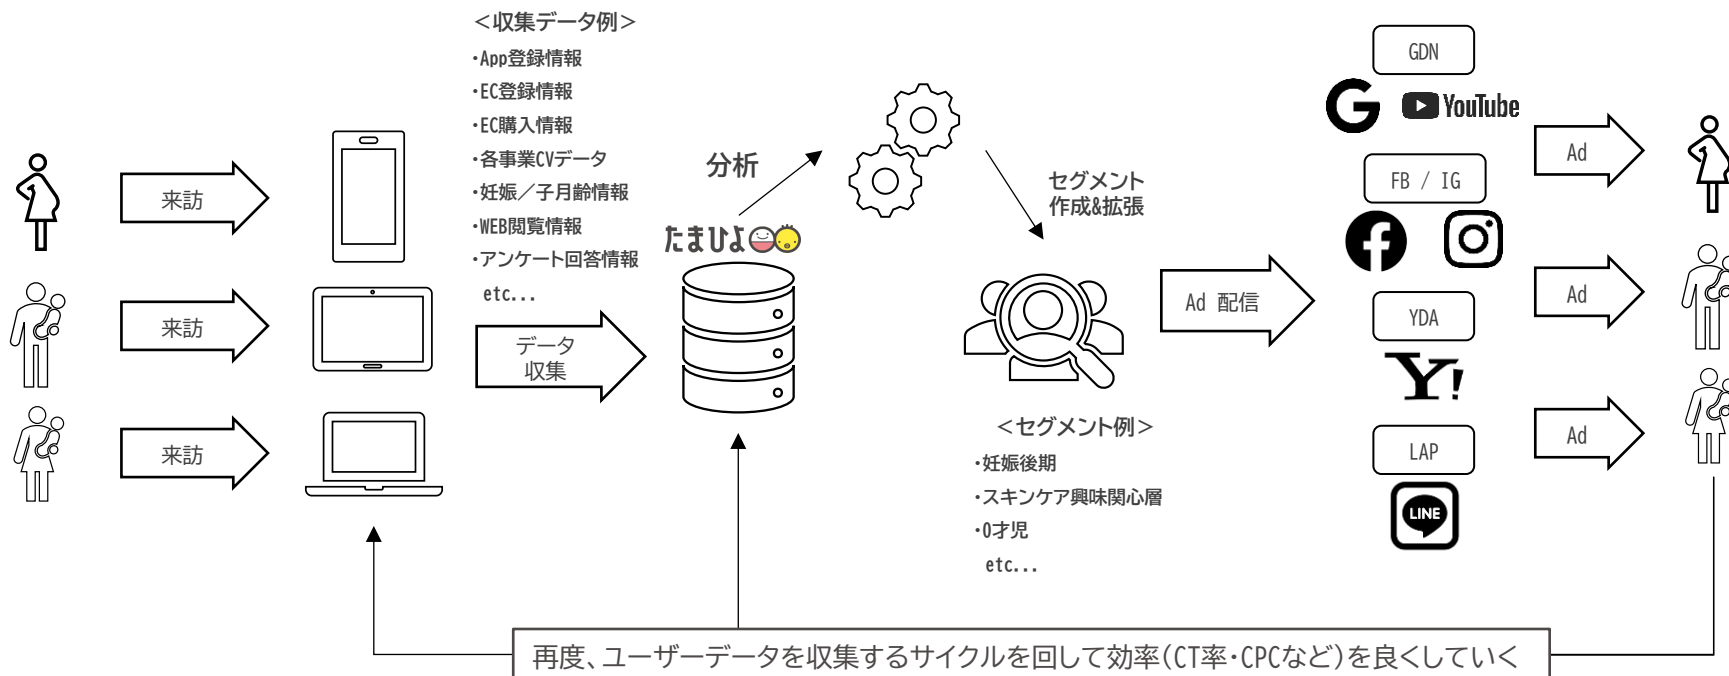 来訪
来訪
来訪
＜収集データ例＞
・App登録情報
・EC登録情報
・EC購入情報
・各事業CVデータ
・妊娠／子月齢情報
・WEB閲覧情報
・アンケート回答情報
etc...
データ
収集
分析
たまひよ
セグメント
作成&拡張
＜セグメント例＞
・妊娠後期
・スキンケア興味関心層
・0才児
etc...
Ad 配信
GDN
G
YouTube
FB / IG
YDA
Y!
LAP
LINE
Ad
Ad
Ad
再度、ユーザーデータを収集するサイクルを回して効率(CT率・CPCなど)を良くしていく